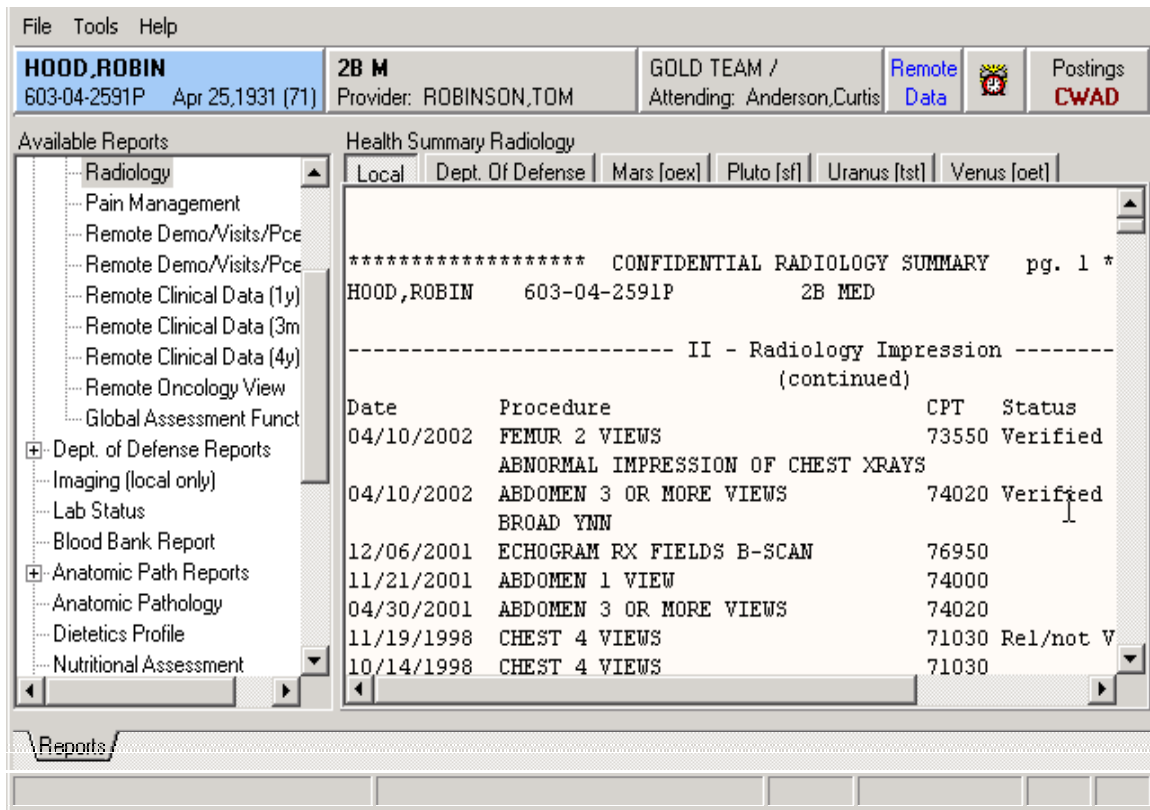 File Tools Help
HOOD,ROBIN
603-04-2591P Apr 25,1931 (71)
2B M
Provider: ROBINSON,TOM
GOLD TEAM /
Attending: Anderson,Curtis
Remote
Data
Postings
CWAD
Available Reports
Radiology
Pain Management
Remote Demo/Visits/Pce
Remote Demo/Visits/Pce
Remote Clinical Data (1y)
Remote Clinical Data (3m
Remote Clinical Data (4y)
Remote Oncology View
Global Assessment Funct
Dept. of Defense Reports
Imaging (local only)
Lab Status
Blood Bank Report
Anatomic Path Reports
Anatomic Pathology
Dietetics Profile
Nutritional Assessment
Health Summary Radiology
Local Dept. Of Defense Mars [oex] Pluto [sf] Uranus [tst] Venus [oet]
******************* CONFIDENTIAL RADIOLOGY SUMMARY pg. 1 *
HOOD,ROBIN 603-04-2591P 2B MED
-------------------------- II - Radiology Impression --------
(continued)
Date Procedure CPT Status
04/10/2002 FEMUR 2 VIEWS 73550 Verified
ABNORMAL IMPRESSION OF CHEST XRAYS
04/10/2002 ABDOMEN 3 OR MORE VIEWS 74020 Verified
BROAD YNN
12/06/2001 ECHOGRAM RX FIELDS B-SCAN 76950
11/21/2001 ABDOMEN 1 VIEW 74000
04/30/2001 ABDOMEN 3 OR MORE VIEWS 74020
11/19/1998 CHEST 4 VIEWS 71030 Rel/not V
10/14/1998 CHEST 4 VIEWS 71030
Reports